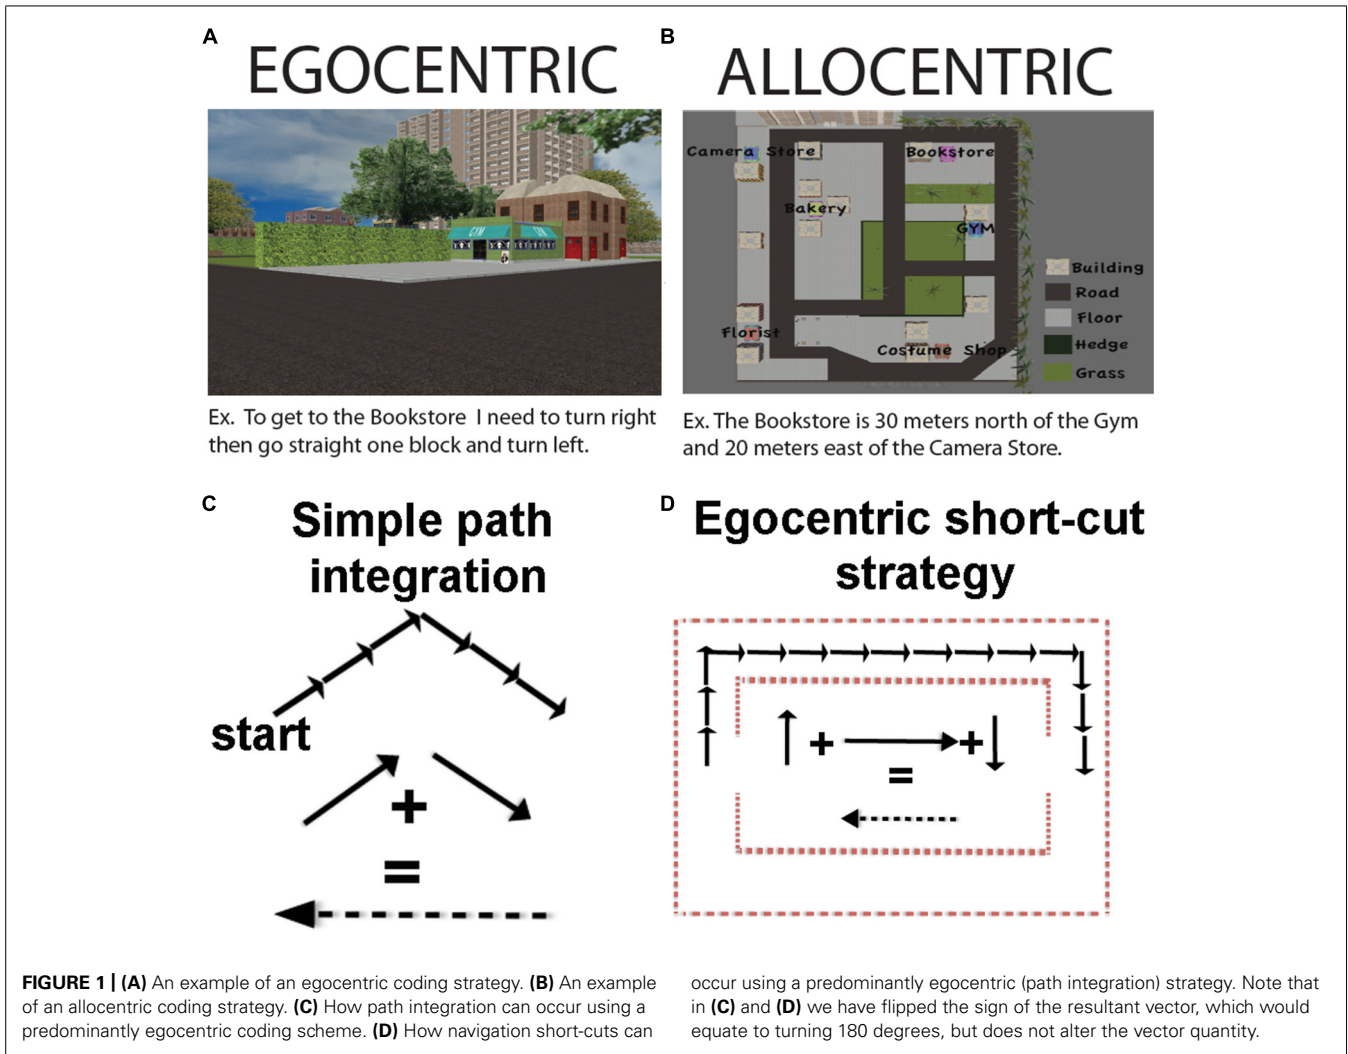 A
EGOCENTRIC
GYM
GYM
Ex. To get to the Bookstore I need to turn right
then go straight one block and turn left.
B
ALLOCENTRIC
Camera Store
Bookstore
Bakery
GYM
Building
Road
Floor
Florist
Hedge
Costume Shop
Grass
Ex. The Bookstore is 30 meters north of the Gym
and 20 meters east of the Camera Store.
C
Simple path
integration
start
+
=
D
Egocentric short-cut
strategy
+ +
=
FIGURE 1 | (A) An example of an egocentric coding strategy. (B) An example
of an allocentric coding strategy. (C) How path integration can occur using a
predominantly egocentric coding scheme. (D) How navigation short-cuts can
occur using a predominantly egocentric (path integration) strategy. Note that
in (C) and (D) we have flipped the sign of the resultant vector, which would
equate to turning 180 degrees, but does not alter the vector quantity.